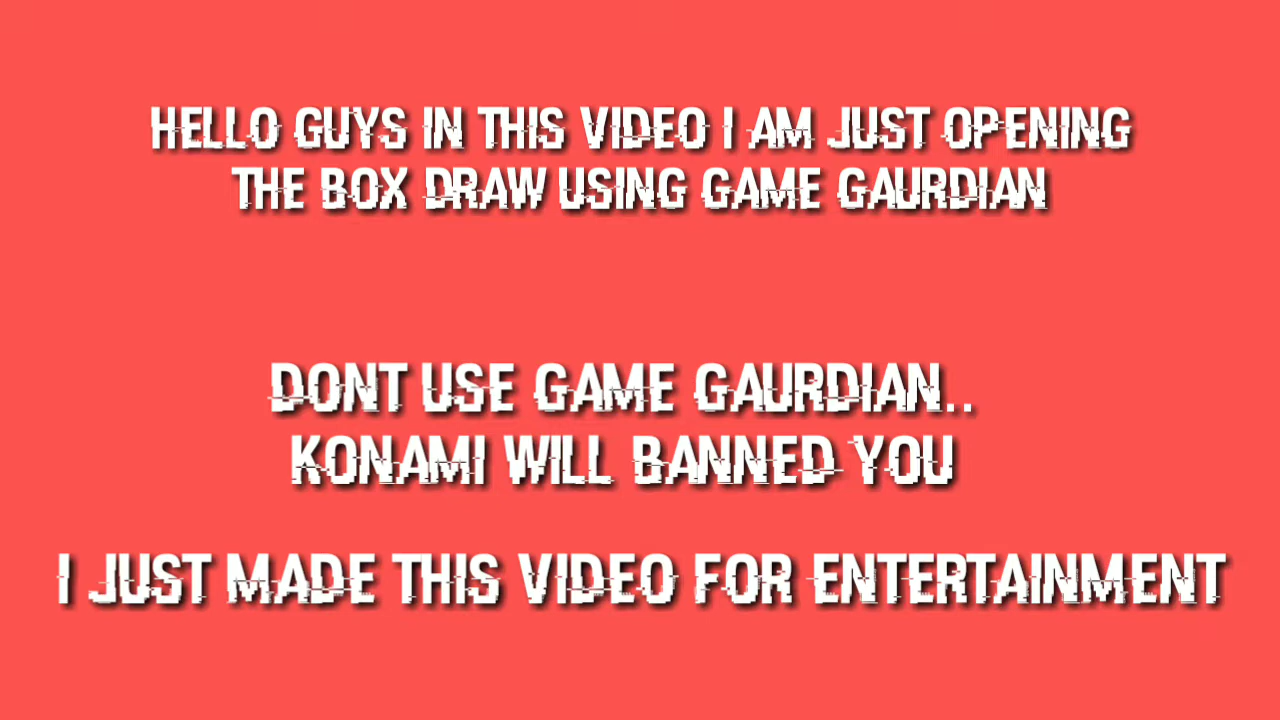 HELLO GUYS IN THIS VIDEO I AM JUST OPENING
THE BOX DRAW USING GAME GAURDIAN
DONT USE GAME GAURDIAN..
KONAMI WILL BANNED YOU
I JUST MADE THIS VIDEO FOR ENTERTAINMENT